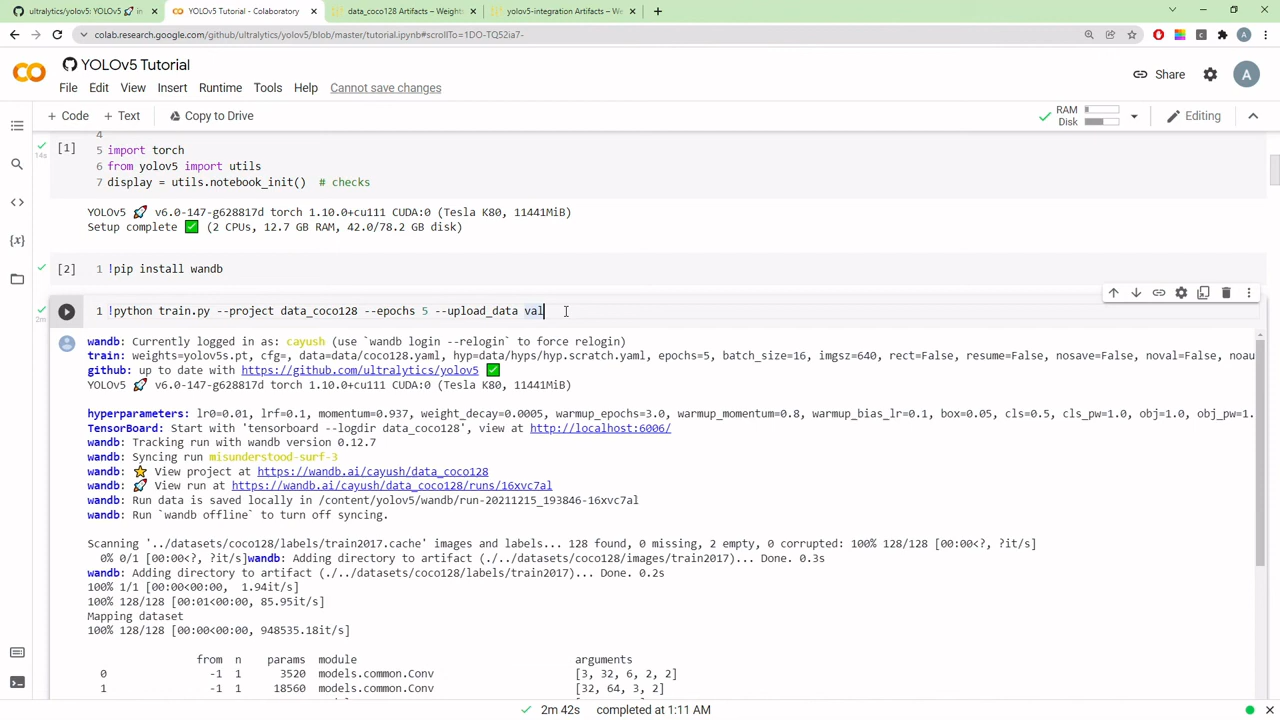 ultralytics/yolov5: YOLOv5 🚀 in
YOLOv5 Tutorial - Colaboratory
data_coco128 Artifacts – Weights
yolov5-integration Artifacts – We
colab.research.google.com/github/ultralytics/yolov5/blob/master/tutorial.ipynb#scrollTo=1DO-TQ52ia7-
A
YOLOv5 Tutorial
Share
A
File Edit View Insert Runtime Tools Help Cannot save changes
+ Code + Text Copy to Drive
RAM
Disk
Editing
4
[1] 5 import torch
14s
6 from yolov5 import utils
7 display = utils.notebook_init() # checks
YOLOv5 🚀 v6.0-147-g628817d torch 1.10.0+cu111 CUDA:0 (Tesla K80, 11441MiB)
Setup complete ✅ (2 CPUs, 12.7 GB RAM, 42.0/78.2 GB disk)
[2] 1 !pip install wandb
1 !python train.py --project data_coco128 --epochs 5 --upload_data val
2m
wandb: Currently logged in as: cayush (use `wandb login --relogin` to force relogin)
train: weights=yolov5s.pt, cfg=, data=data/coco128.yaml, hyp=data/hyps/hyp.scratch.yaml, epochs=5, batch_size=16, imgsz=640, rect=False, resume=False, nosave=False, noval=False, noau
github: up to date with https://github.com/ultralytics/yolov5 ✅
YOLOv5 🚀 v6.0-147-g628817d torch 1.10.0+cu111 CUDA:0 (Tesla K80, 11441MiB)
hyperparameters: lr0=0.01, lrf=0.1, momentum=0.937, weight_decay=0.0005, warmup_epochs=3.0, warmup_momentum=0.8, warmup_bias_lr=0.1, box=0.05, cls=0.5, cls_pw=1.0, obj=1.0, obj_pw=1.
TensorBoard: Start with 'tensorboard --logdir data_coco128', view at http://localhost:6006/
wandb: Tracking run with wandb version 0.12.7
wandb: Syncing run misunderstood-surf-3
wandb: ⭐ View project at https://wandb.ai/cayush/data_coco128
wandb: 🚀 View run at https://wandb.ai/cayush/data_coco128/runs/16xvc7al
wandb: Run data is saved locally in /content/yolov5/wandb/run-20211215_193846-16xvc7al
wandb: Run `wandb offline` to turn off syncing.
Scanning '../datasets/coco128/labels/train2017.cache' images and labels... 128 found, 0 missing, 2 empty, 0 corrupted: 100% 128/128 [00:00<?, ?it/s]
0% 0/1 [00:00<?, ?it/s]wandb: Adding directory to artifact (./../datasets/coco128/images/train2017)... Done. 0.3s
wandb: Adding directory to artifact (./../datasets/coco128/labels/train2017)... Done. 0.2s
100% 1/1 [00:00<00:00, 1.94it/s]
100% 128/128 [00:01<00:00, 85.95it/s]
Mapping dataset
100% 128/128 [00:00<00:00, 948535.18it/s]
from n params module arguments
0 -1 1 3520 models.common.Conv [3, 32, 6, 2, 2]
1 -1 1 18560 models.common.Conv [32, 64, 3, 2]
2m 42s completed at 1:11 AM